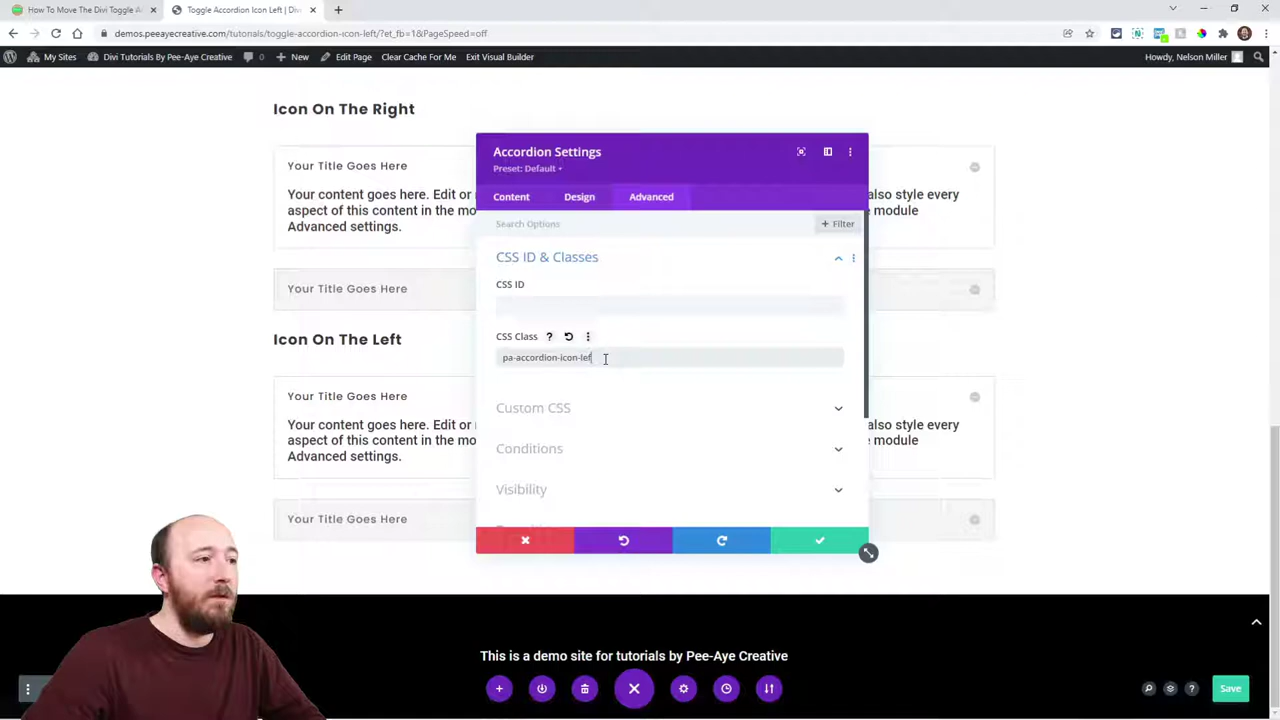 How To Move The Divi Toggle A
Toggle Accordion Icon Left | Div
demos.peeayecreative.com/tutorials/toggle-accordion-icon-left/?et_fb=1&PageSpeed=off
My Sites
Divi Tutorials By Pee-Aye Creative
0
New
Edit Page
Clear Cache For Me
Exit Visual Builder
Howdy, Nelson Miller
Icon On The Right
Your Title Goes Here
Your content goes here. Edit or
aspect of this content in the mo
Advanced settings.
also style every
module
Your Title Goes Here
Icon On The Left
Your Title Goes Here
Your content goes here. Edit or
aspect of this content in the mo
Advanced settings.
also style every
module
Your Title Goes Here
Accordion Settings
Preset: Default
Content
Design
Advanced
Search Options
+ Filter
CSS ID & Classes
CSS ID
CSS Class
pa-accordion-icon-lef
Custom CSS
Conditions
Visibility
This is a demo site for tutorials by Pee-Aye Creative
Save